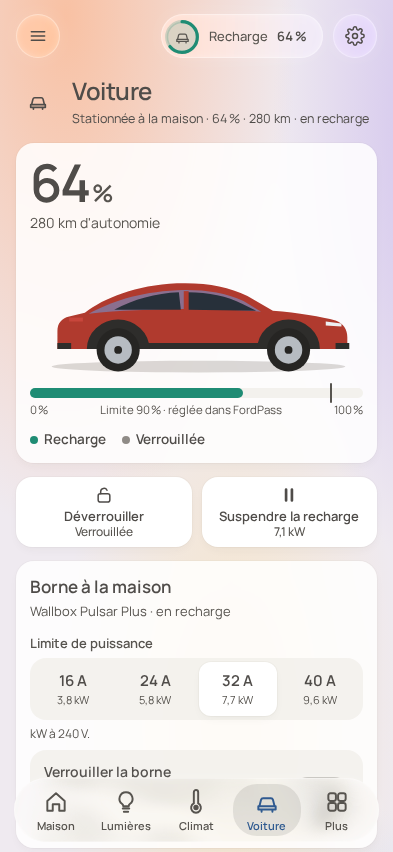 Recharge 64 %
Voiture
Stationnée à la maison · 64 % · 280 km · en recharge
64 %
280 km d'autonomie
0 % Limite 90 % · réglée dans FordPass 100 %
Recharge Verrouillée
Déverrouiller
Verrouillée
Suspendre la recharge
7,1 kW
Borne à la maison
Wallbox Pulsar Plus · en recharge
Limite de puissance
16 A 24 A 32 A 40 A
3,8 kW 5,8 kW 7,7 kW 9,6 kW
kW à 240 V.
Verrouiller la borne
Maison Lumières Climat Voiture Plus